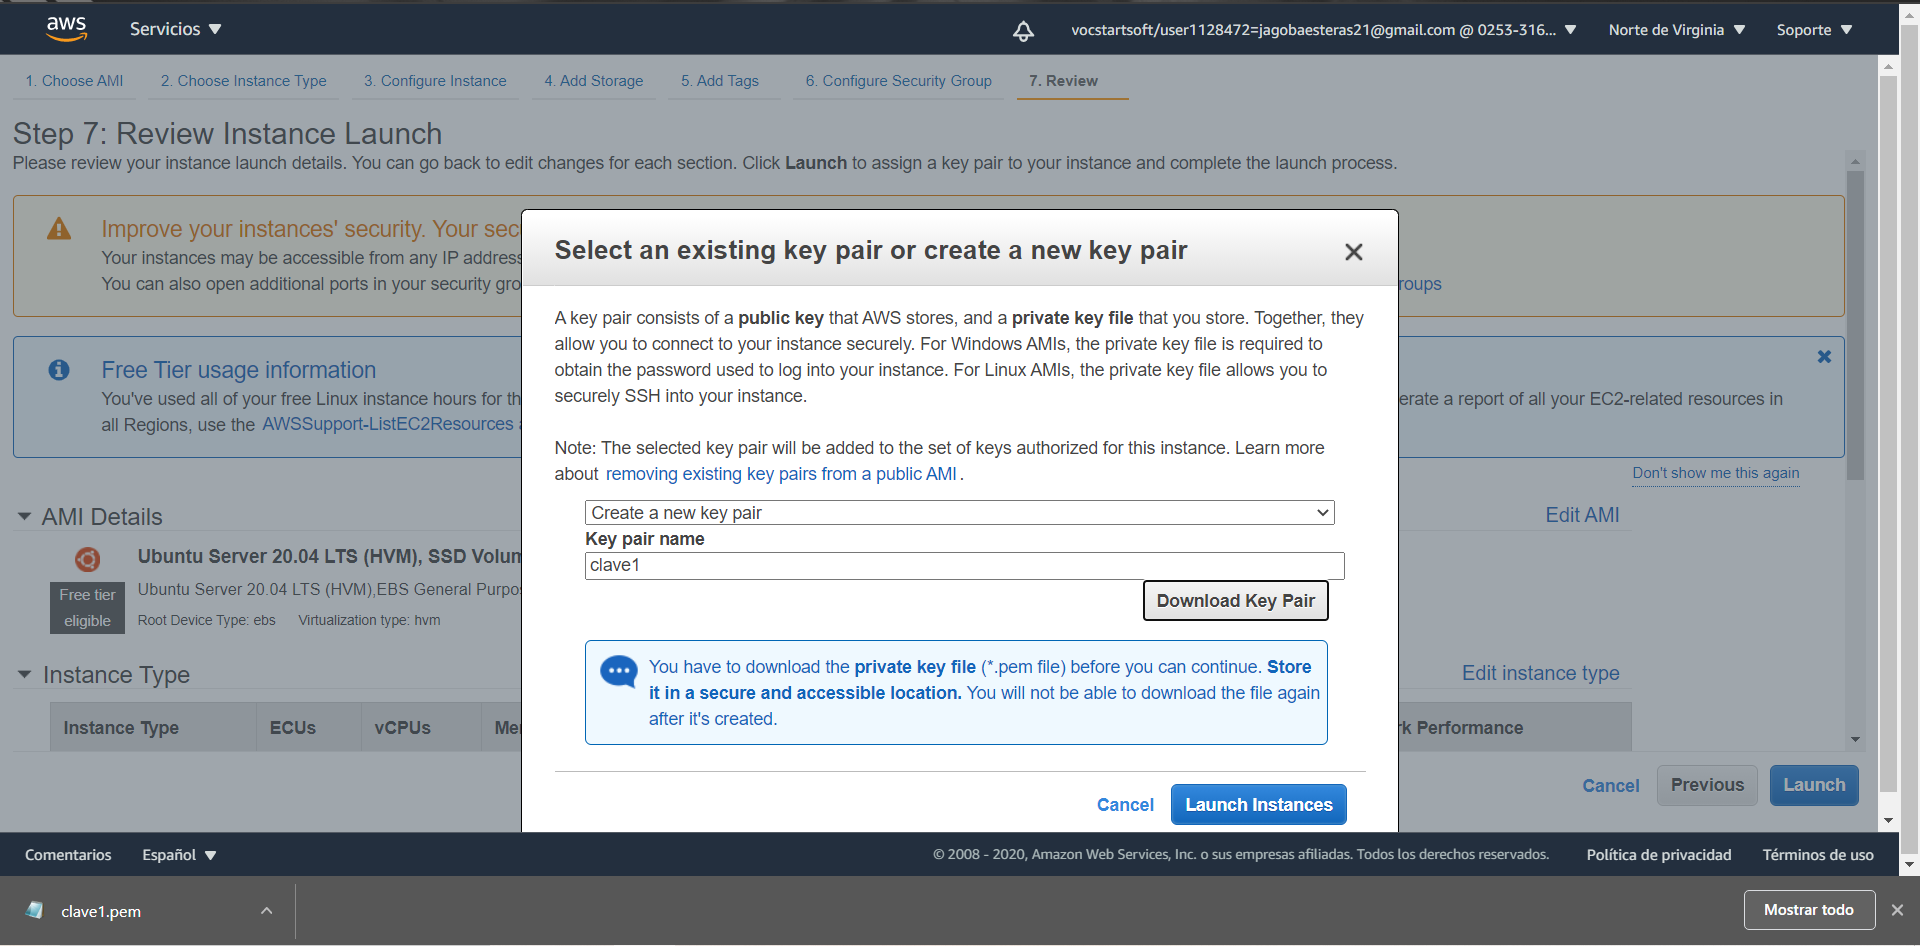 aws
Servicios
vocstartsoft/user1128472=jagobaesteras21@gmail.com @ 0253-316...
Norte de Virginia
Soporte
1. Choose AMI
2. Choose Instance Type
3. Configure Instance
4. Add Storage
5. Add Tags
6. Configure Security Group
7. Review
Step 7: Review Instance Launch
Please review your instance launch details. You can go back to edit changes for each section. Click Launch to assign a key pair to your instance and complete the launch process.
Improve your instances' security. Your sec
Your instances may be accessible from any IP address
You can also open additional ports in your security gro
roups
Free Tier usage information
You've used all of your free Linux instance hours for th
erate a report of all your EC2-related resources in
all Regions, use the AWSSupport-ListEC2Resources
Don't show me this again
AMI Details
Edit AMI
Ubuntu Server 20.04 LTS (HVM), SSD Volum
Free tier
eligible
Ubuntu Server 20.04 LTS (HVM),EBS General Purpo
Root Device Type: ebs
Virtualization type: hvm
Instance Type
Edit instance type
Instance Type
ECUs
vCPUs
Me
rk Performance
Cancel
Previous
Launch
Select an existing key pair or create a new key pair
A key pair consists of a public key that AWS stores, and a private key file that you store. Together, they
allow you to connect to your instance securely. For Windows AMIs, the private key file is required to
obtain the password used to log into your instance. For Linux AMIs, the private key file allows you to
securely SSH into your instance.
Note: The selected key pair will be added to the set of keys authorized for this instance. Learn more
about removing existing key pairs from a public AMI .
Create a new key pair
Key pair name
clave1
Download Key Pair
You have to download the private key file (*.pem file) before you can continue. Store
it in a secure and accessible location. You will not be able to download the file again
after it's created.
Cancel
Launch Instances
Comentarios
Español
© 2008 - 2020, Amazon Web Services, Inc. o sus empresas afiliadas. Todos los derechos reservados.
Política de privacidad
Términos de uso
clave1.pem
Mostrar todo